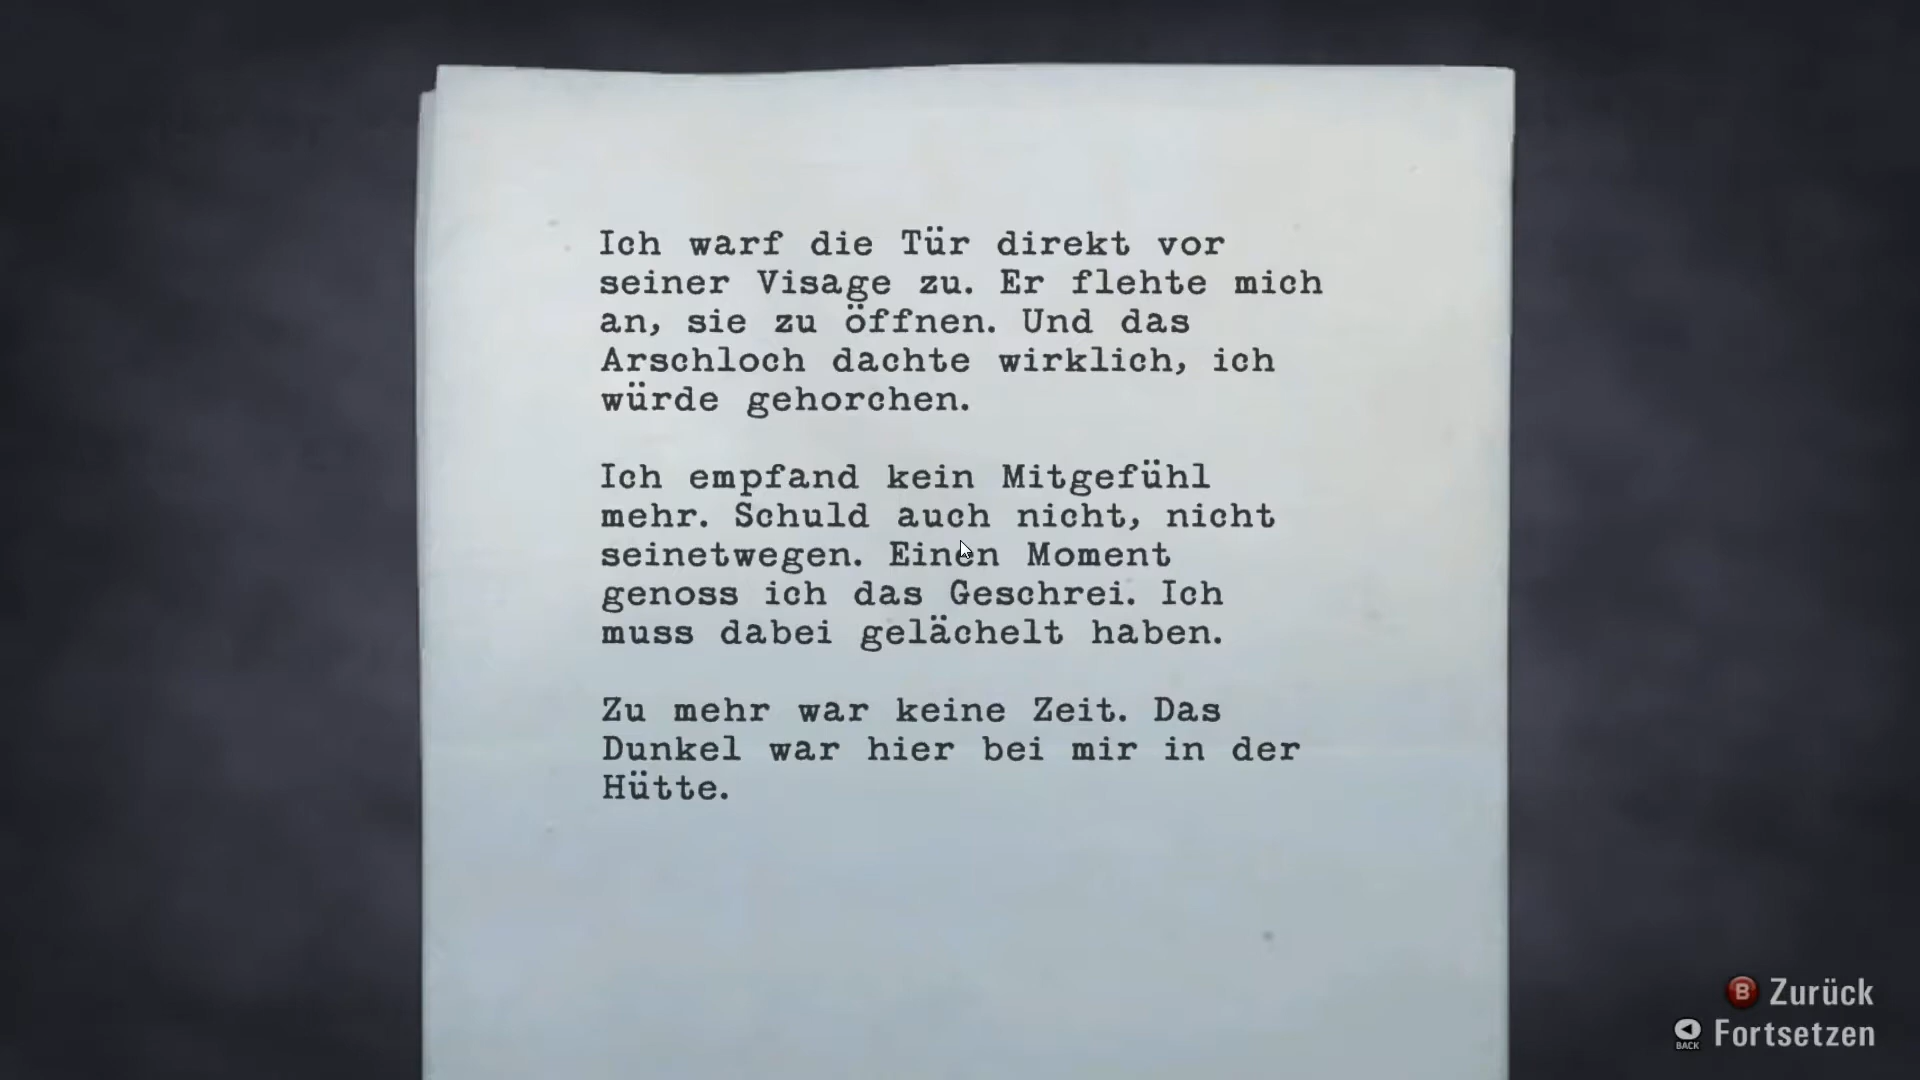 Ich warf die Tür direkt vor
seiner Visage zu. Er flehte mich
an, sie zu öffnen. Und das
Arschloch dachte wirklich, ich
würde gehorchen.
Ich empfand kein Mitgefühl
mehr. Schuld auch nicht, nicht
seinetwegen. Einen Moment
genoss ich das Geschrei. Ich
muss dabei gelächelt haben.
Zu mehr war keine Zeit. Das
Dunkel war hier bei mir in der
Hütte.
B Zurück
BACK Fortsetzen